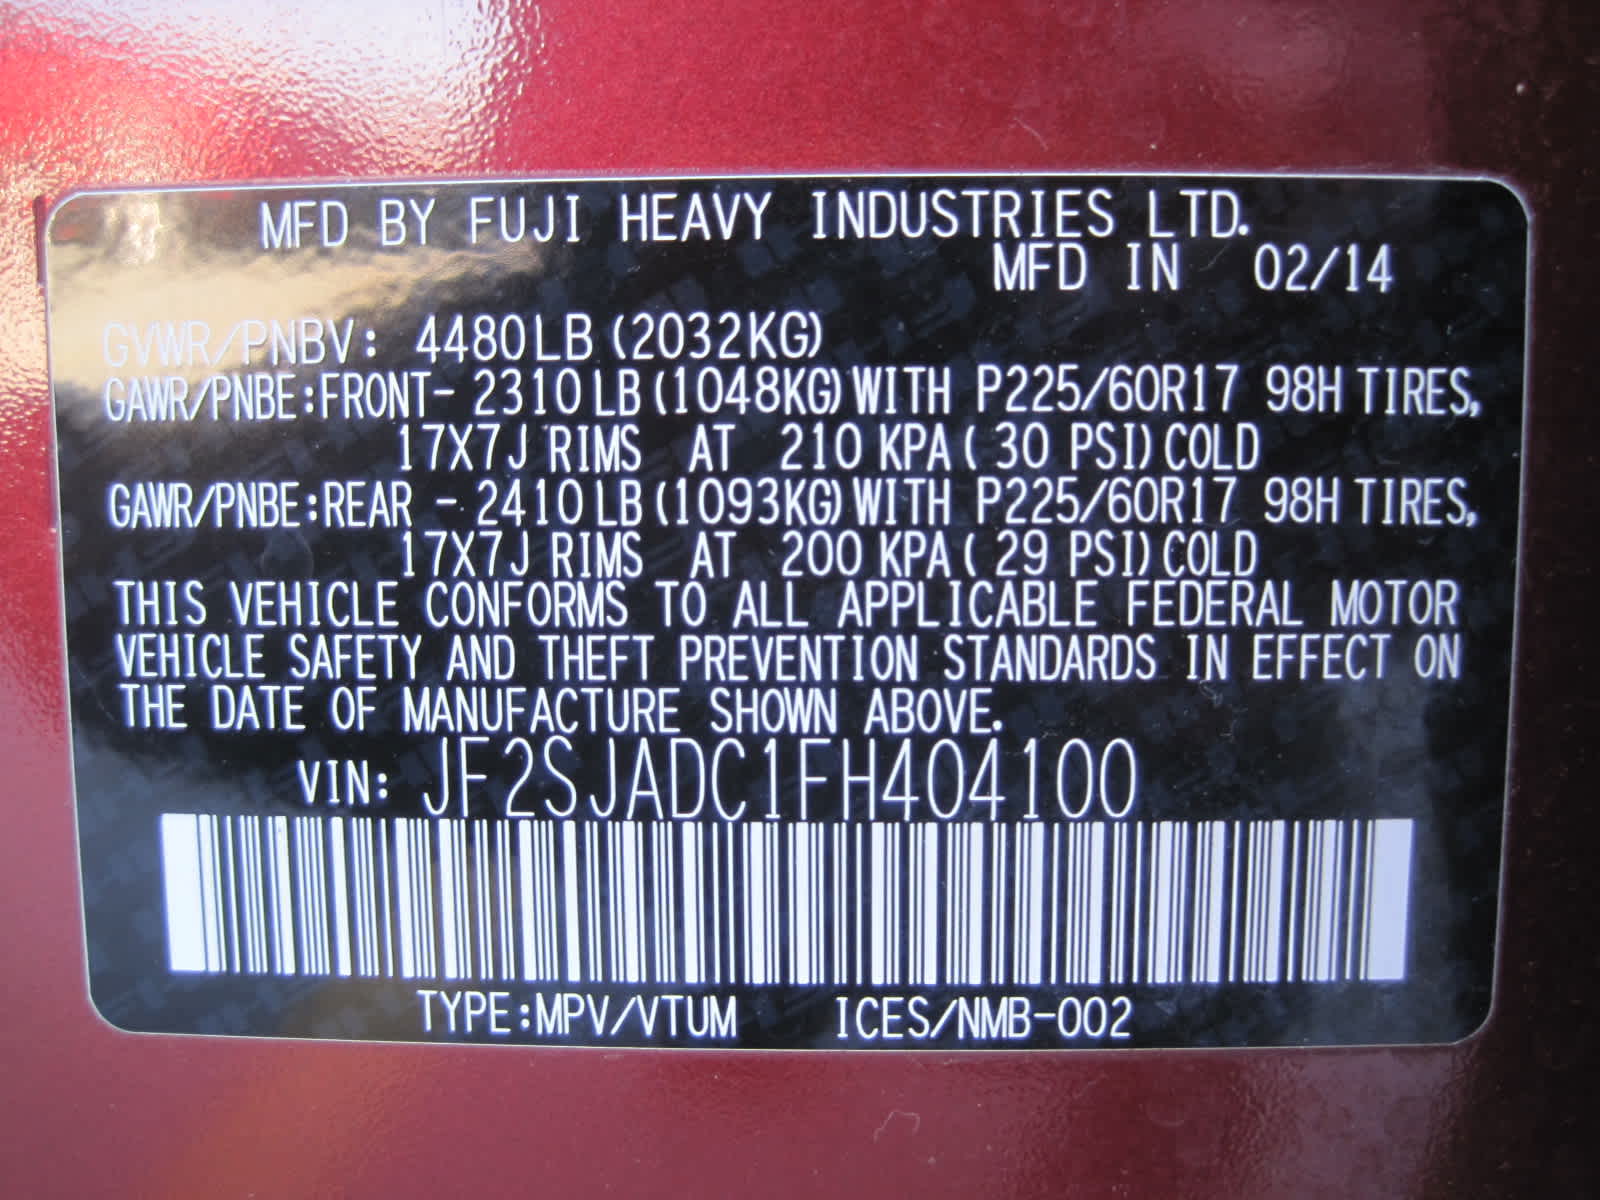 MFD BY FUJI HEAVY INDUSTRIES LTD.
MFD IN 02/14
GVWR/PNBV: 4480LB (2032KG)
GAWR/PNBE:FRONT- 2310 LB (1048KG) WITH P225/60R17 98H TIRES,
17X7J RIMS AT 210 KPA ( 30 PSI) COLD
GAWR/PNBE:REAR - 2410 LB (1093KG) WITH P225/60R17 98H TIRES,
17X7J RIMS AT 200 KPA ( 29 PSI) COLD
THIS VEHICLE CONFORMS TO ALL APPLICABLE FEDERAL MOTOR
VEHICLE SAFETY AND THEFT PREVENTION STANDARDS IN EFFECT ON
THE DATE OF MANUFACTURE SHOWN ABOVE.
VIN: JF2SJADC1FH404100
TYPE:MPV/VTUM ICES/NMB-002